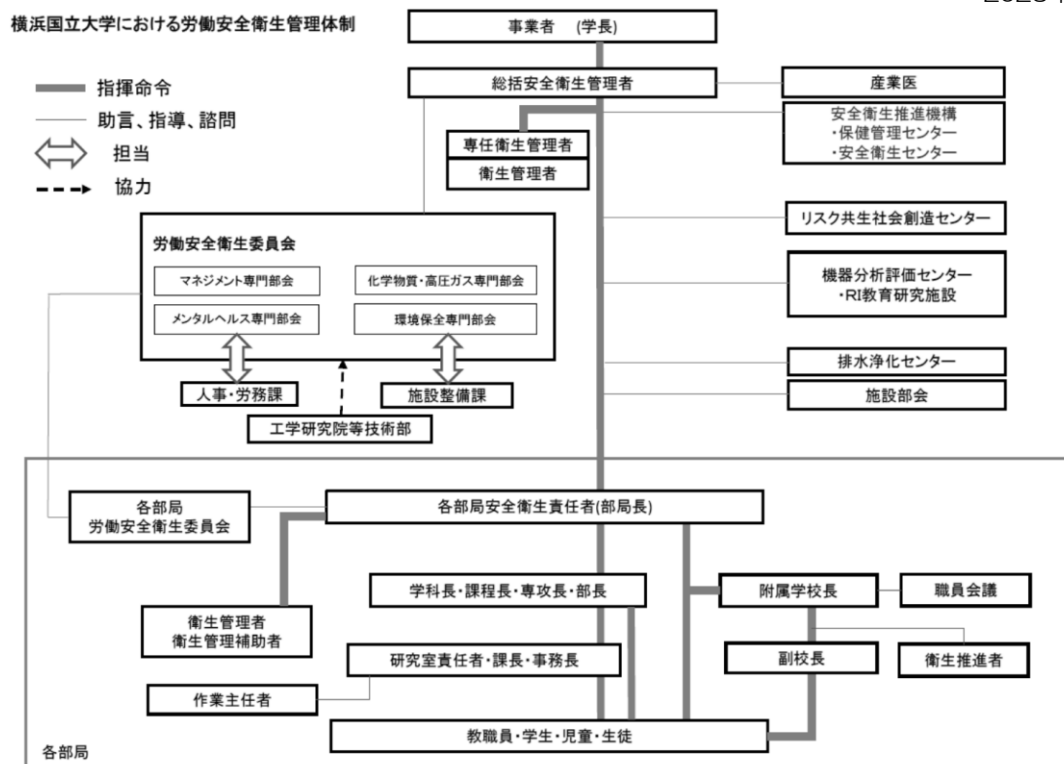 横浜国立大学における労働安全衛生管理体制
事業者　(学長)
指揮命令
助言、指導、諮問
担当
協力
総括安全衛生管理者
産業医
安全衛生推進機構
・保健管理センター
・安全衛生センター
専任衛生管理者
衛生管理者
リスク共生社会創造センター
労働安全衛生委員会
マネジメント専門部会
化学物質・高圧ガス専門部会
メンタルヘルス専門部会
環境保全専門部会
機器分析評価センター
・RI教育研究施設
人事・労務課
施設整備課
工学研究院等技術部
排水浄化センター
施設部会
各部局
労働安全衛生委員会
各部局安全衛生責任者(部局長)
学科長・課程長・専攻長・部長
附属学校長
職員会議
衛生管理者
衛生管理補助者
研究室責任者・課長・事務長
副校長
衛生推進者
作業主任者
教職員・学生・児童・生徒
各部局